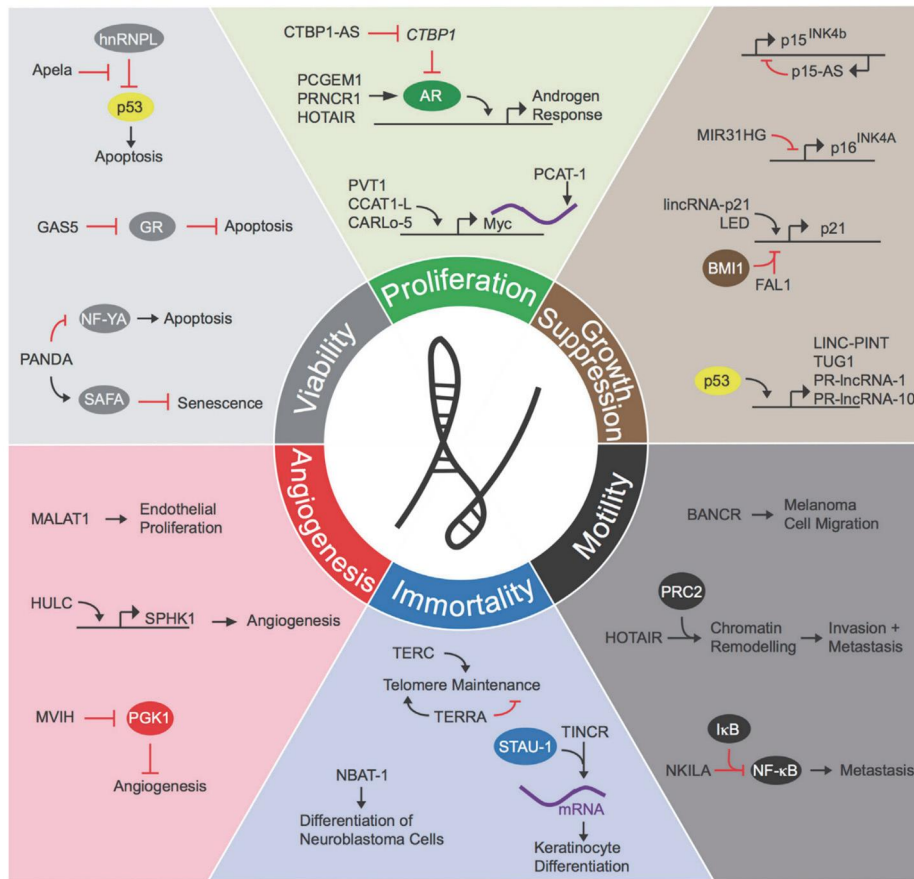 hnRNPL
Apela
p53
Apoptosis
GAS5
GR
Apoptosis
NF-YA
Apoptosis
PANDA
SAFA
Senescence
CTBP1-AS
CTBP1
PCGEM1
PRNCR1
HOTAIR
AR
Androgen
Response
PVT1
CCAT1-L
CARLo-5
Myc
PCAT-1
p15INK4b
p15-AS
MIR31HG
p16INK4A
lincRNA-p21
LED
p21
BMI1
FAL1
p53
LINC-PINT
TUG1
PR-lncRNA-1
PR-lncRNA-10
Viability
Proliferation
Growth
Suppression
Angiogenesis
Immortality
Motility
MALAT1
Endothelial
Proliferation
HULC
SPHK1
Angiogenesis
MVIH
PGK1
Angiogenesis
TERC
Telomere Maintenance
TERRA
STAU-1
TINCR
mRNA
Keratinocyte
Differentiation
NBAT-1
Differentiation of
Neuroblastoma Cells
BANCR
Melanoma
Cell Migration
PRC2
HOTAIR
Chromatin
Remodelling
Invasion +
Metastasis
IκB
NKILA
NF-κB
Metastasis